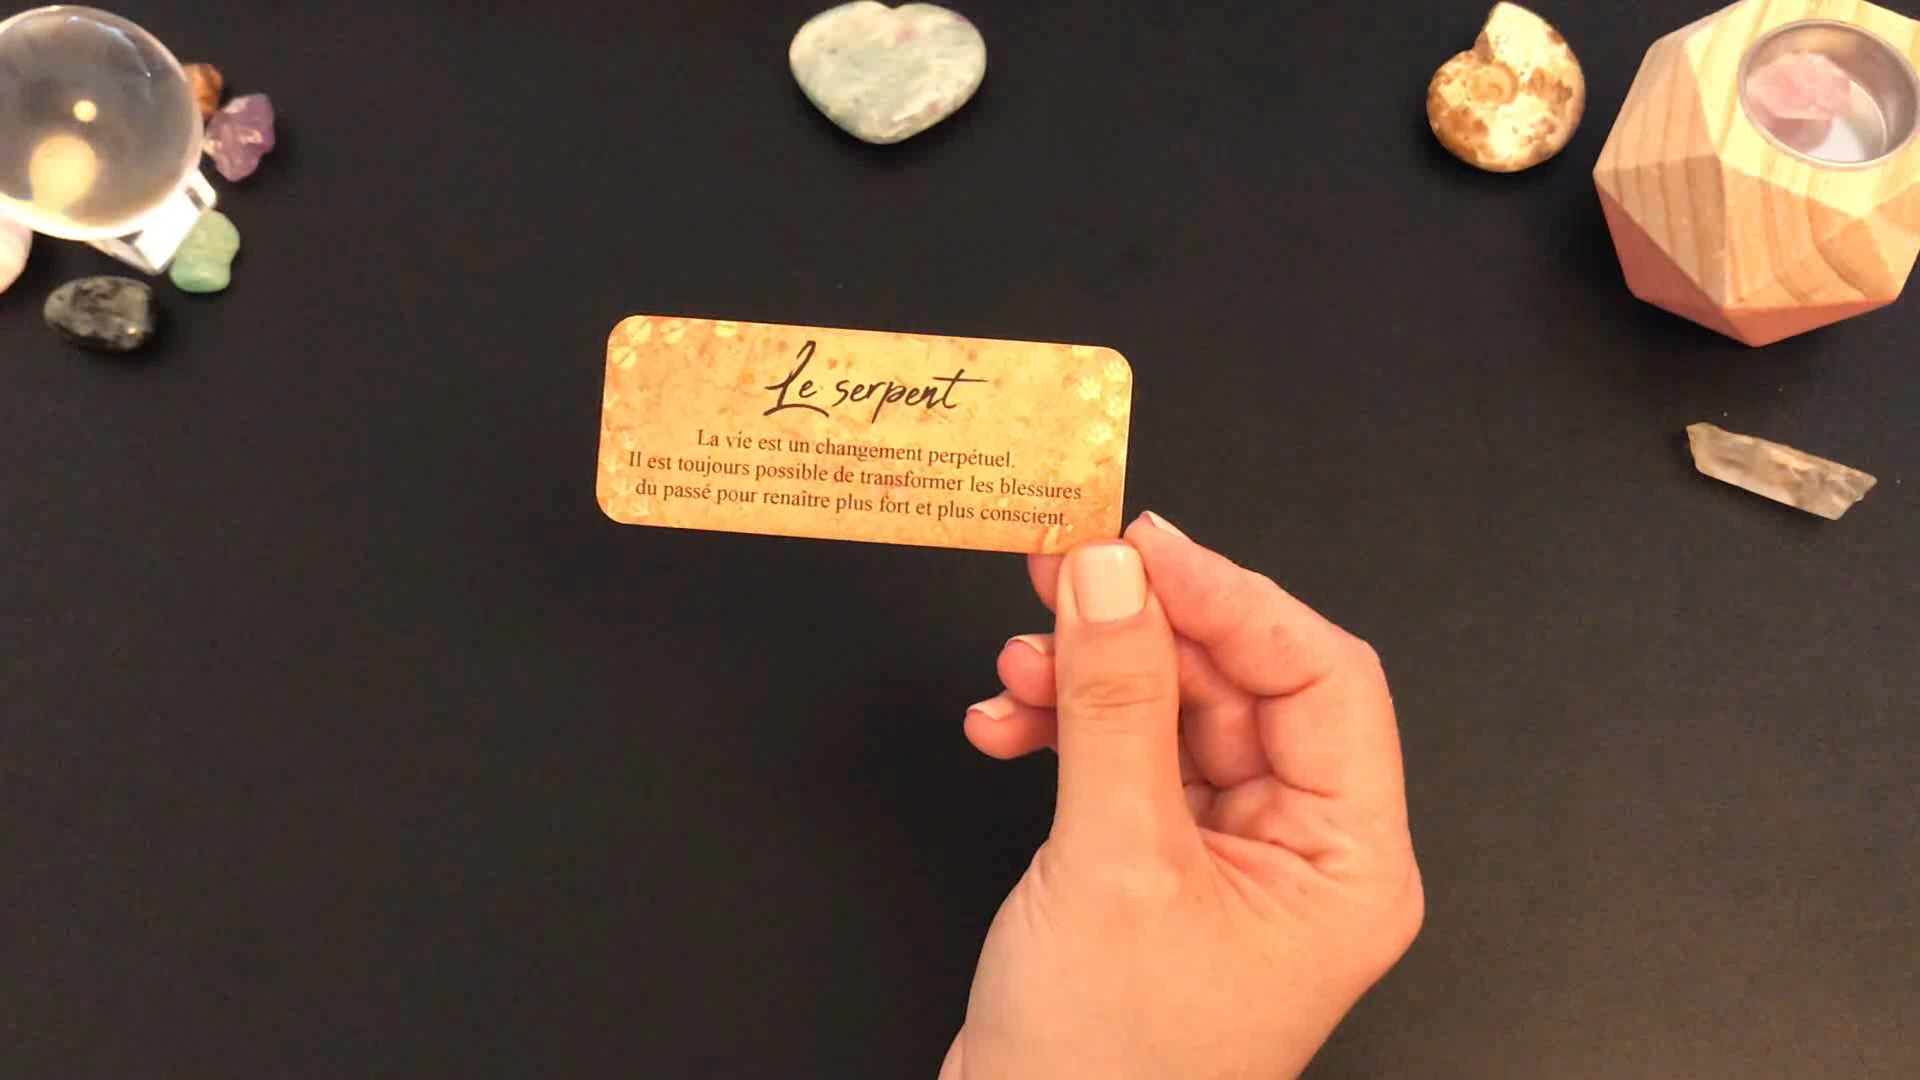 Le serpent
La vie est un changement perpétuel.
Il est toujours possible de transformer les blessures
du passé pour renaître plus fort et plus conscient.